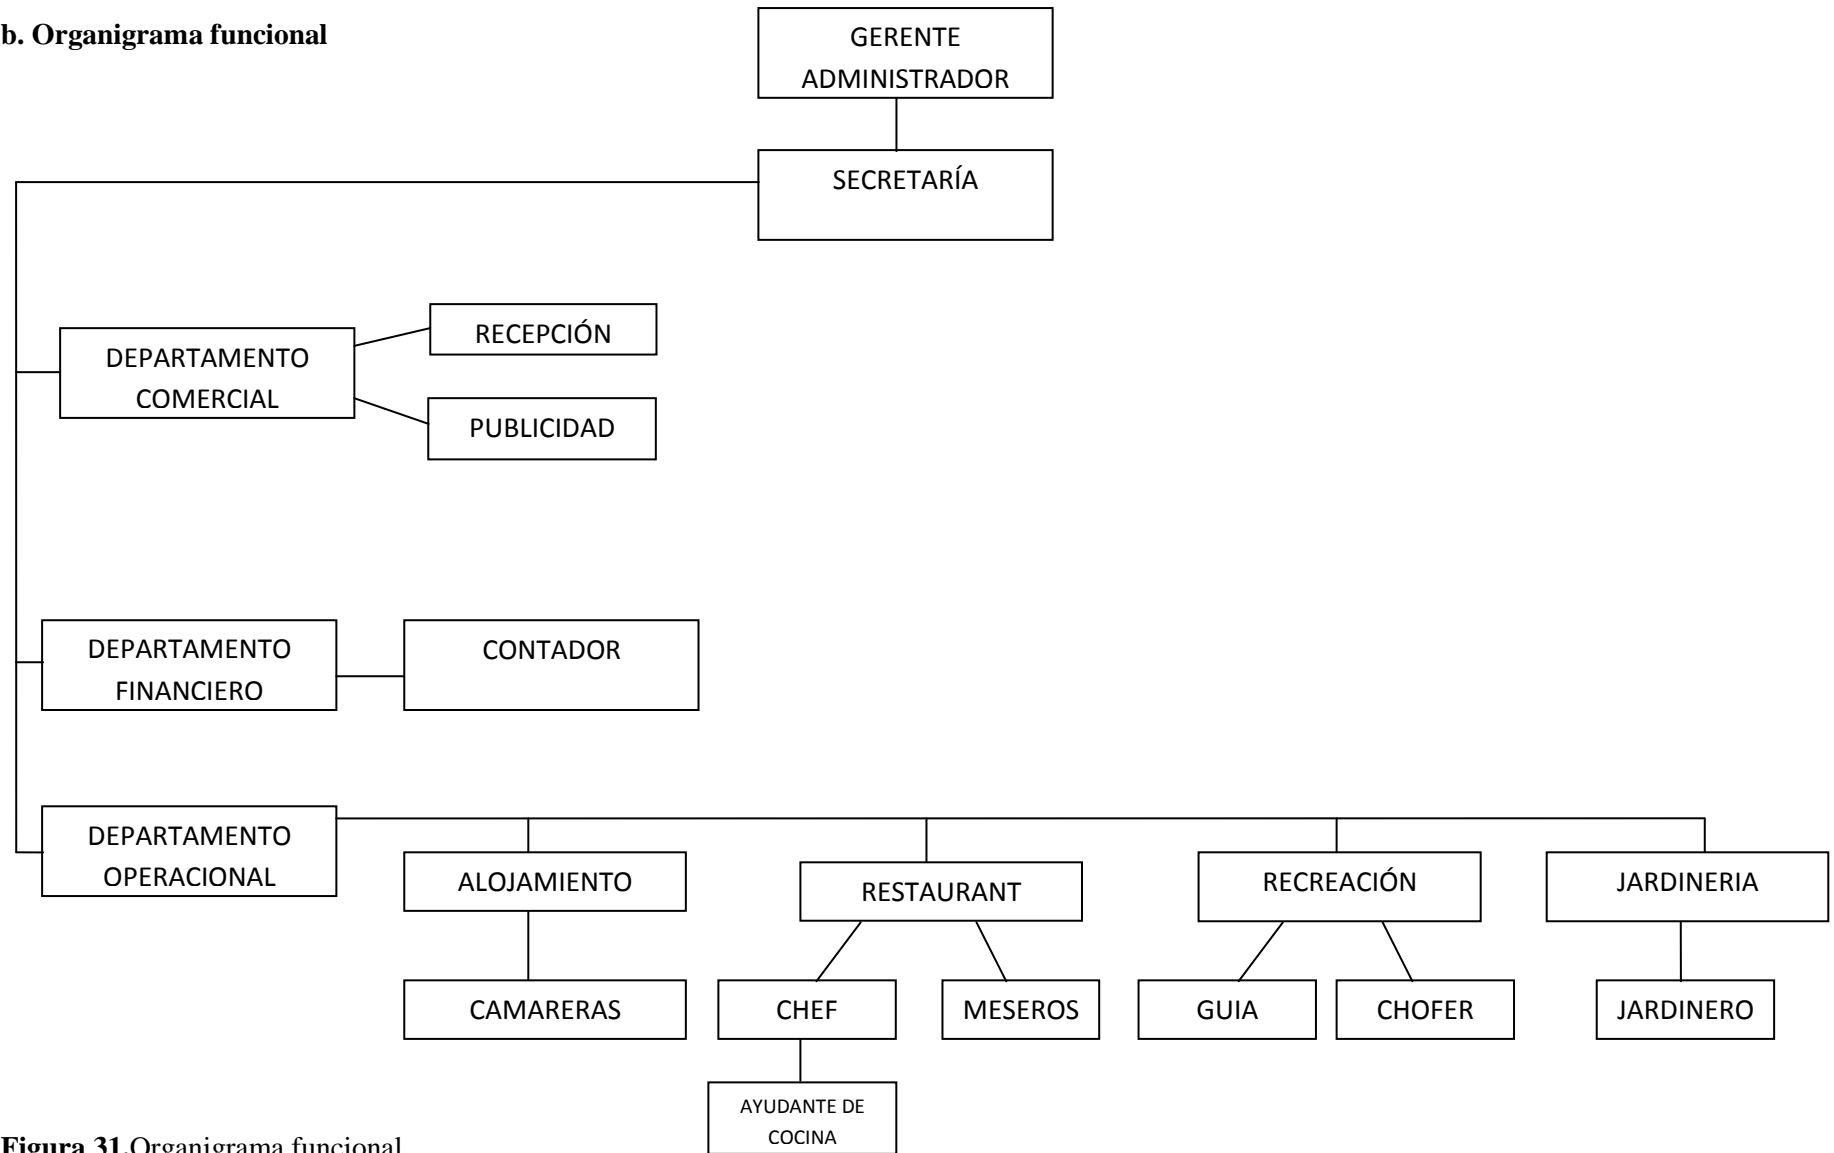 b. Organigrama funcional
GERENTE
ADMINISTRADOR
SECRETARÍA
RECEPCIÓN
DEPARTAMENTO
COMERCIAL
PUBLICIDAD
DEPARTAMENTO
FINANCIERO
CONTADOR
DEPARTAMENTO
OPERACIONAL
ALOJAMIENTO
RESTAURANT
RECREACIÓN
JARDINERIA
CAMARERAS
CHEF
MESEROS
GUIA
CHOFER
JARDINERO
AYUDANTE DE
COCINA
Figura 31.Organigrama funcional